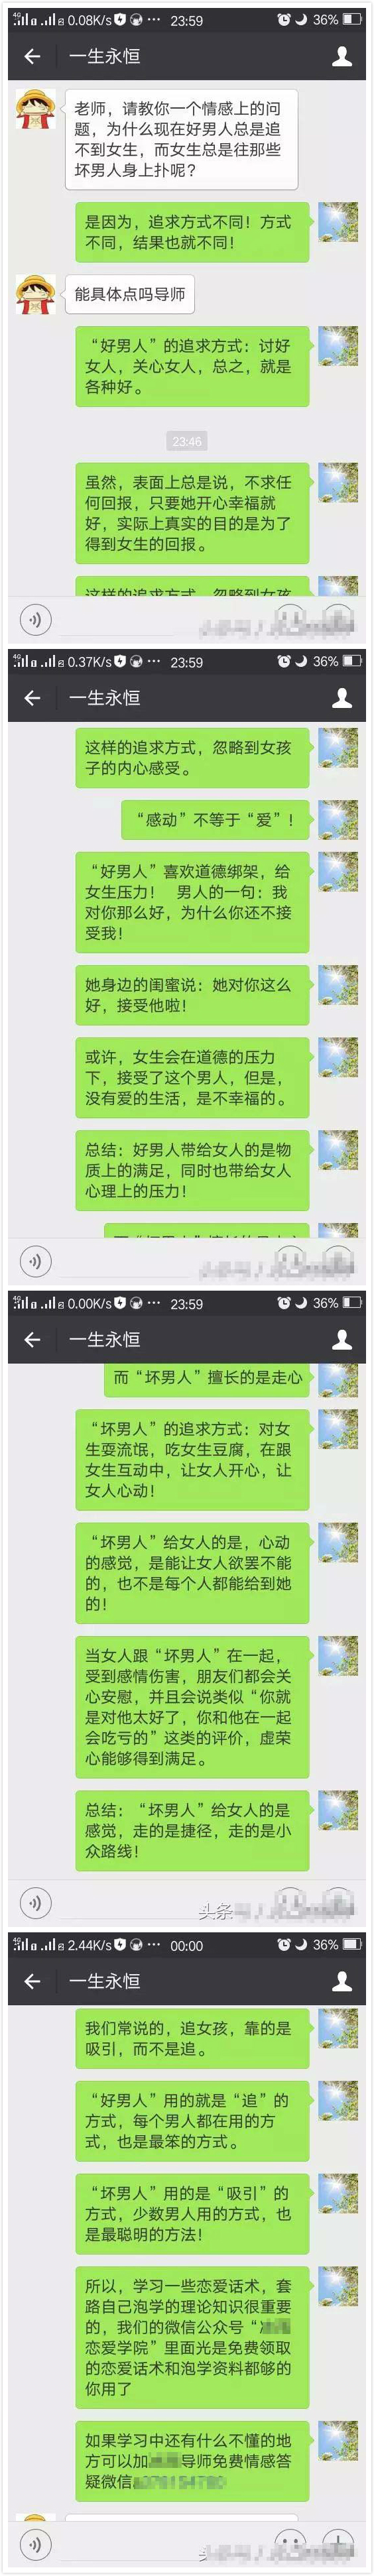 4G 0.08K/s ··· 23:59 36%
一生永恒
老师，请教你一个情感上的问
题，为什么现在好男人总是追
不到女生，而女生总是往那些
坏男人身上扑呢？
是因为，追求方式不同！方式
不同，结果也就不同！
能具体点吗导师
“好男人”的追求方式：讨好
女人，关心女人，总之，就是
各种好。
23:46
虽然，表面上总是说，不求任
何回报，只要她开心幸福就
好，实际上真实的目的是为了
得到女生的回报。
这样的追求方式，忽略到女孩
4G 0.37K/s ··· 23:59 36%
一生永恒
这样的追求方式，忽略到女孩
子的内心感受。
“感动”不等于“爱”！
“好男人”喜欢道德绑架，给
女生压力！ 男人的一句：我
对你那么好，为什么你还不接
受我！
她身边的闺蜜说：她对你这么
好，接受他啦！
或许，女生会在道德的压力
下，接受了这个男人，但是，
没有爱的生活，是不幸福的。
总结：好男人带给女人的是物
质上的满足，同时也带给女人
心理上的压力！
4G 0.00K/s ··· 23:59 36%
一生永恒
而“坏男人”擅长的是走心
“坏男人”的追求方式：对女
生耍流氓，吃女生豆腐，在跟
女生互动中，让女人开心，让
女人心动！
“坏男人”给女人的是，心动
的感觉，是能让女人欲罢不能
的，也不是每个人都能给到她
的！
当女人跟“坏男人”在一起，
受到感情伤害，朋友们都会关
心安慰，并且会说类似“你就
是对他太好了，你和他在一起
会吃亏的”这类的评价，虚荣
心能够得到满足。
总结：“坏男人”给女人的是
感觉，走的是捷径，走的是小
众路线！
头条
4G 2.44K/s ··· 00:00 36%
一生永恒
我们常说的，追女孩，靠的是
吸引，而不是追。
“好男人”用的就是“追”的
方式，每个男人都在用的方
式，也是最笨的方式。
“坏男人”用的是“吸引”的
方式，少数男人用的方式，也
是最聪明的方法！
所以，学习一些恋爱话术，套
路自己泡学的理论知识很重要
的，我们的微信公众号“
恋爱学院”里面光是免费领取
的恋爱话术和泡学资料都够的
你用了
如果学习中还有什么不懂的地
方可以加 导师免费情感答
疑微信